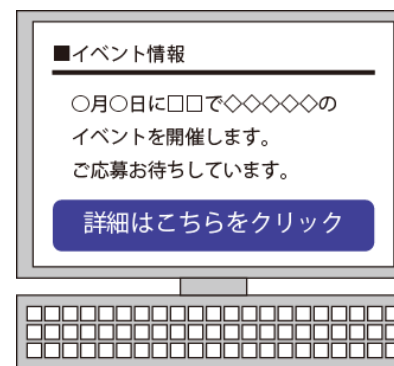 ■イベント情報
○月○日に□□で◇◇◇◇◇の
イベントを開催します。
ご応募お待ちしています。
詳細はこちらをクリック